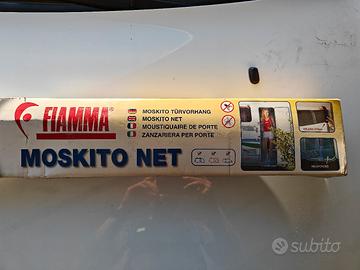 FIAMMA®
MOSKITO TÜRVORHANG
MOSKITO NET
MOUSTIQUAIRE DE PORTE
ZANZARIERA PER PORTE
MOSKITO NET
subito